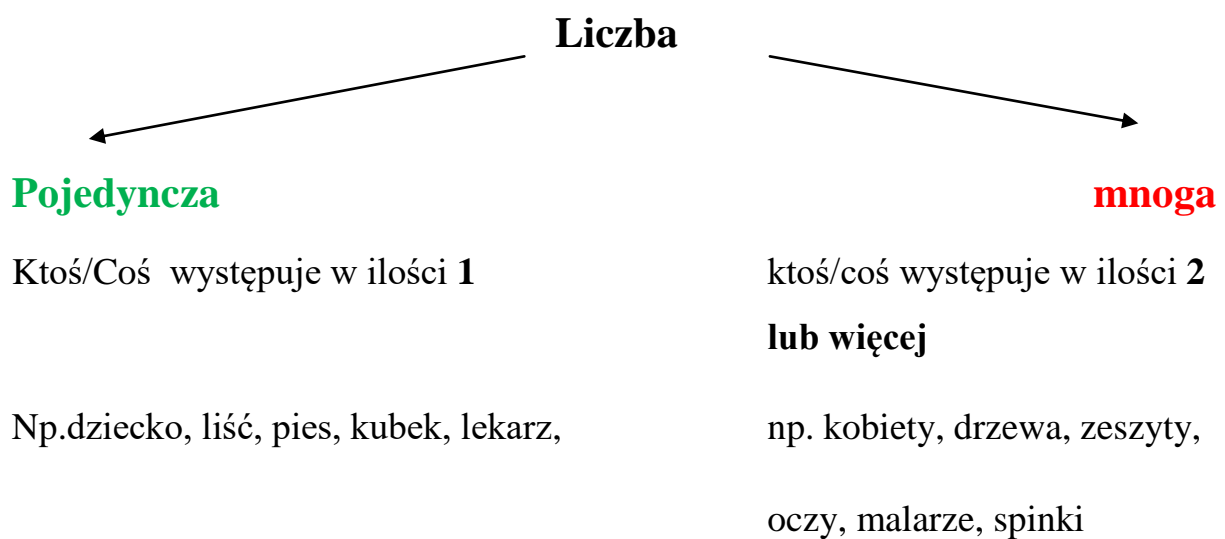 Liczba
Pojedyncza
mnoga
Ktoś/Coś  występuje w ilości 1
ktoś/coś występuje w ilości 2
lub więcej
Np.dziecko, liść, pies, kubek, lekarz,
np. kobiety, drzewa, zeszyty,
oczy, malarze, spinki